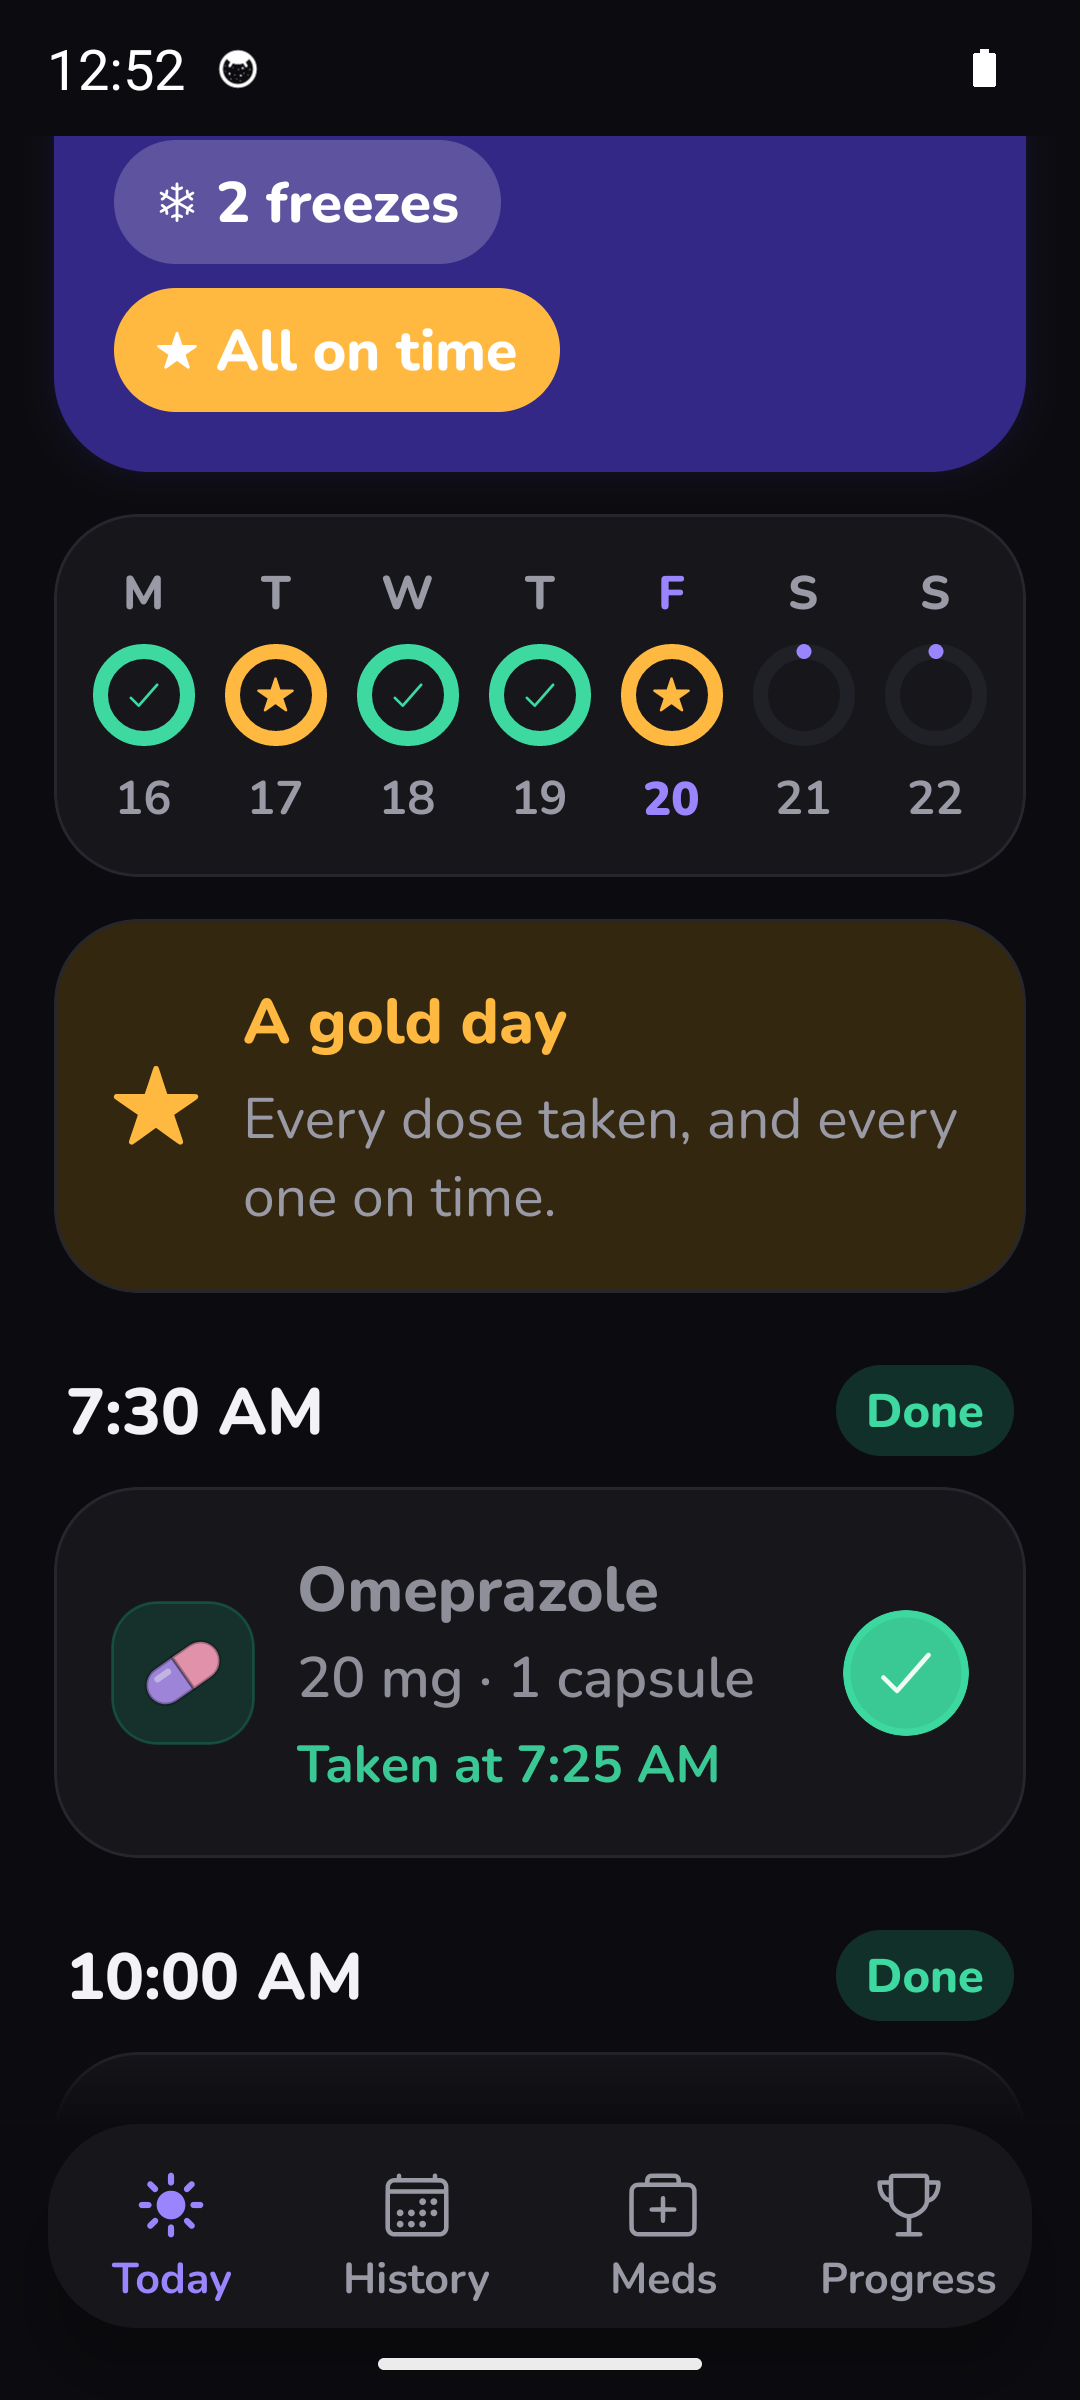 12:52
2 freezes
All on time
M T W T F S S
16 17 18 19 20 21 22
A gold day
Every dose taken, and every
one on time.
7:30 AM Done
Omeprazole
20 mg · 1 capsule
Taken at 7:25 AM
10:00 AM Done
Today History Meds Progress